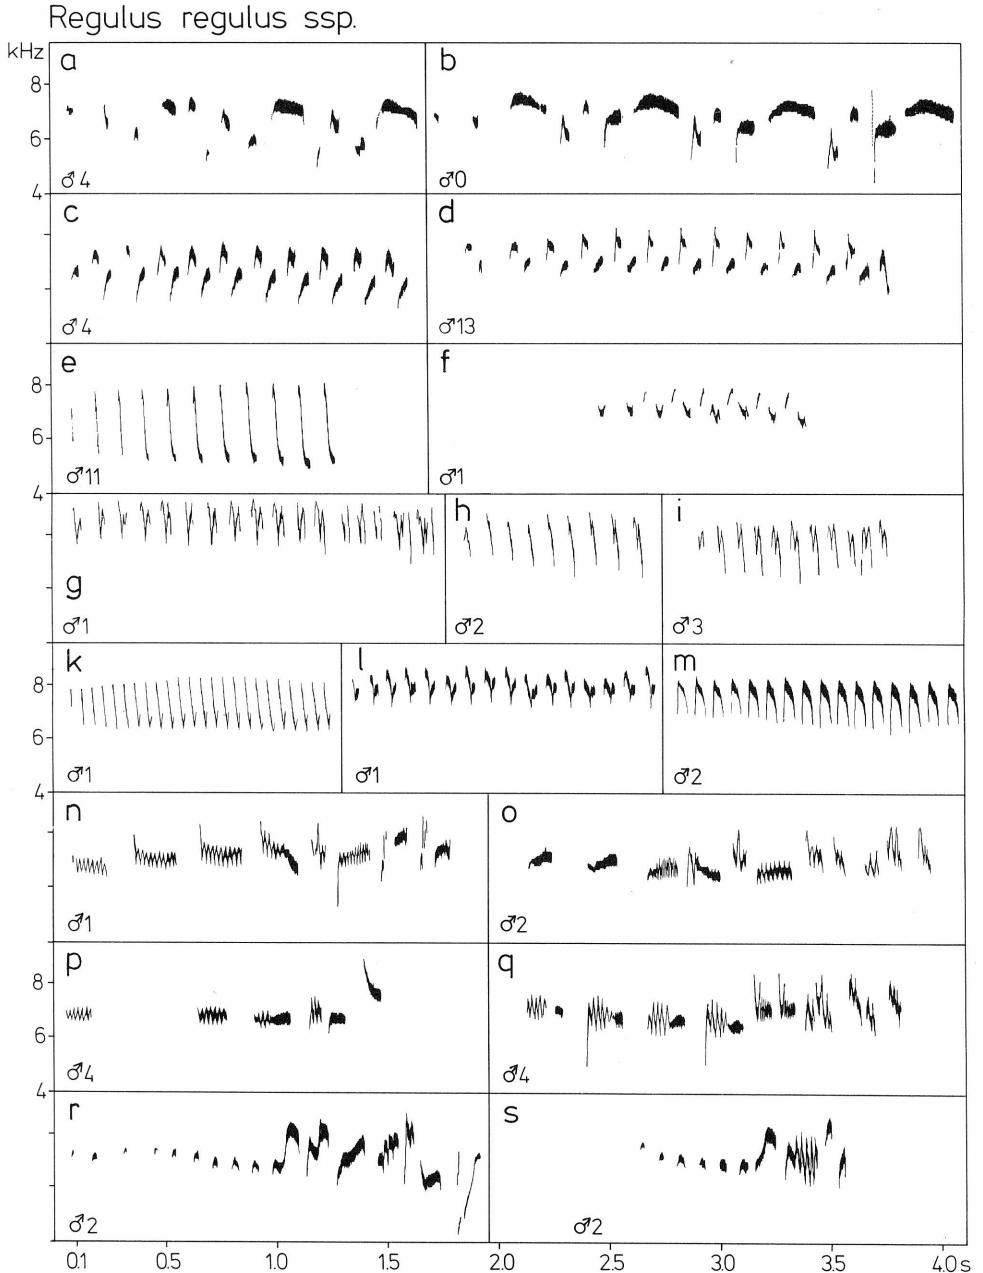 Regulus regulus ssp.
kHz
a b
8
6
4
♂4 ♂0
c d
♂4 ♂13
e f
8
6
4
♂11 ♂1
g h i
♂1 ♂2 ♂3
k l m
8
6
4
♂1 ♂1 ♂2
n o
♂1 ♂2
p q
8
6
4
♂4 ♂4
r s
♂2 ♂2
0.1 0.5 1.0 1.5 2.0 2.5 3.0 3.5 4.0 s